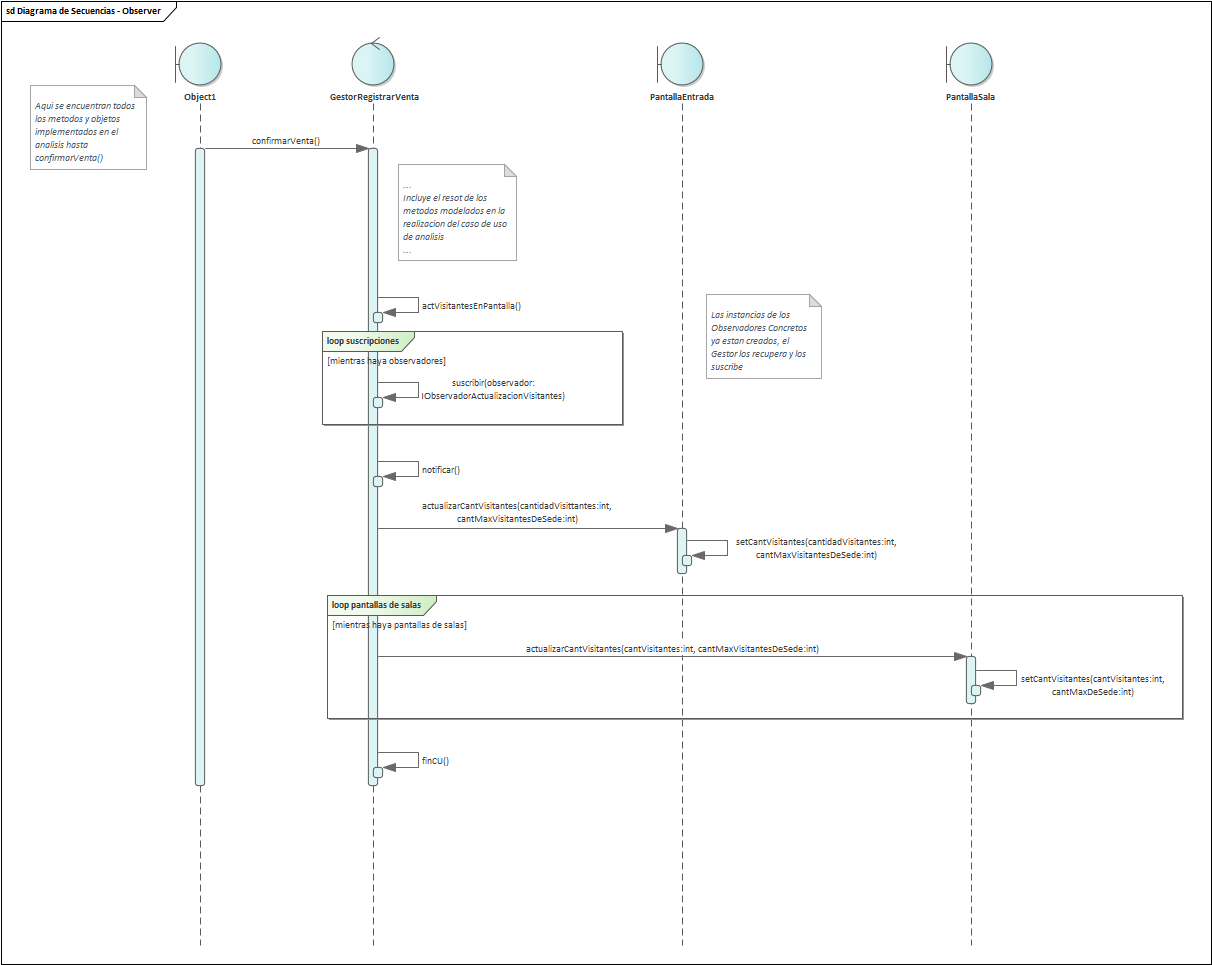 sd Diagrama de Secuencias - Observer
Object1
GestorRegistrarVenta
PantallaEntrada
PantallaSala
Aqui se encuentran todos
los metodos y objetos
implementados en el
analisis hasta
confirmarVenta()
confirmarVenta()
...
Incluye el resot de los
metodos modelados en la
realizacion del caso de uso
de analisis
...
actVisitantesEnPantalla()
Las instancias de los
Observadores Concretos
ya estan creados, el
Gestor los recupera y los
suscribe
loop suscripciones
[mientras haya observadores]
suscribir(observador:
IObservadorActualizacionVisitantes)
notificar()
actualizarCantVisitantes(cantidadVisittantes:int,
cantMaxVisitantesDeSede:int)
setCantVisitantes(cantidadVisitantes:int,
cantMaxVisitantesDeSede:int)
loop pantallas de salas
[mientras haya pantallas de salas]
actualizarCantVisitantes(cantVisitantes:int, cantMaxVisitantesDeSede:int)
setCantVisitantes(cantVisitantes:int,
cantMaxDeSede:int)
finCU()